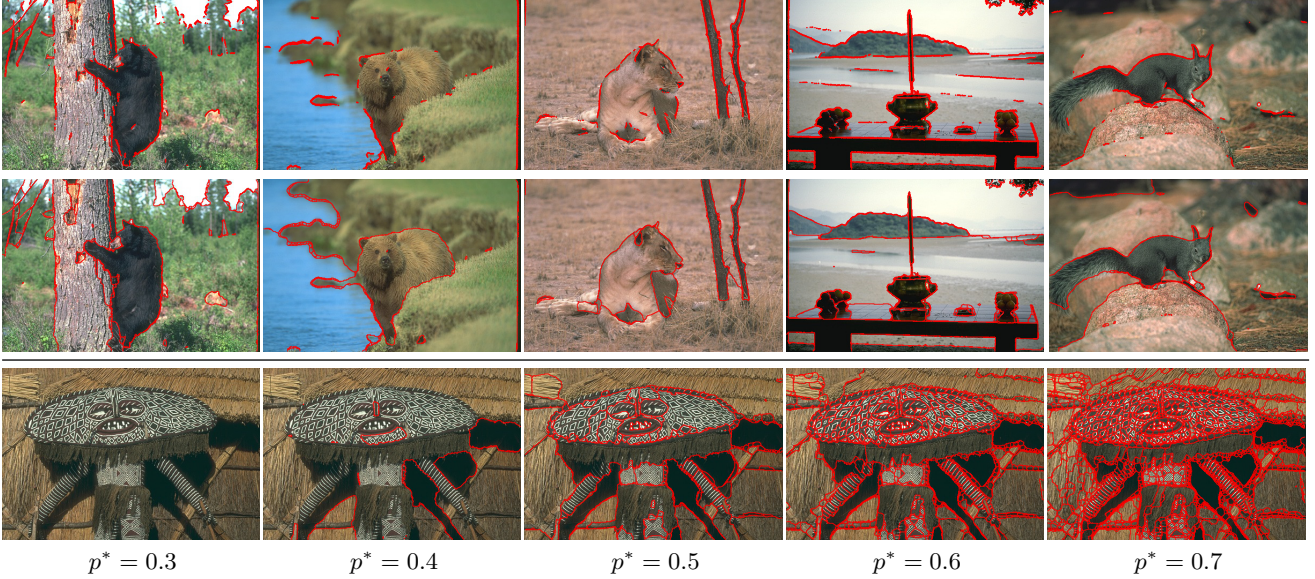 p* = 0.3
p* = 0.4
p* = 0.5
p* = 0.6
p* = 0.7